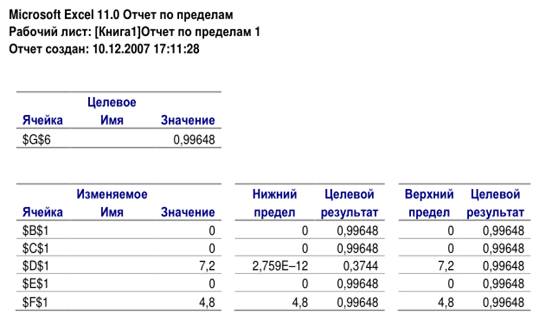 Microsoft Excel 11.0 Отчет по пределам
Рабочий лист: [Книга1]Отчет по пределам 1
Отчет создан: 10.12.2007 17:11:28
Целевое
Ячейка Имя Значение
$G$6 0,99648
Изменяемое Нижний Целевой Верхний Целевой
Ячейка Имя Значение предел результат предел результат
$B$1 0 0 0,99648 0 0,99648
$C$1 0 0 0,99648 0 0,99648
$D$1 7,2 2,759E–12 0,3744 7,2 0,99648
$E$1 0 0 0,99648 0 0,99648
$F$1 4,8 4,8 0,99648 4,8 0,99648